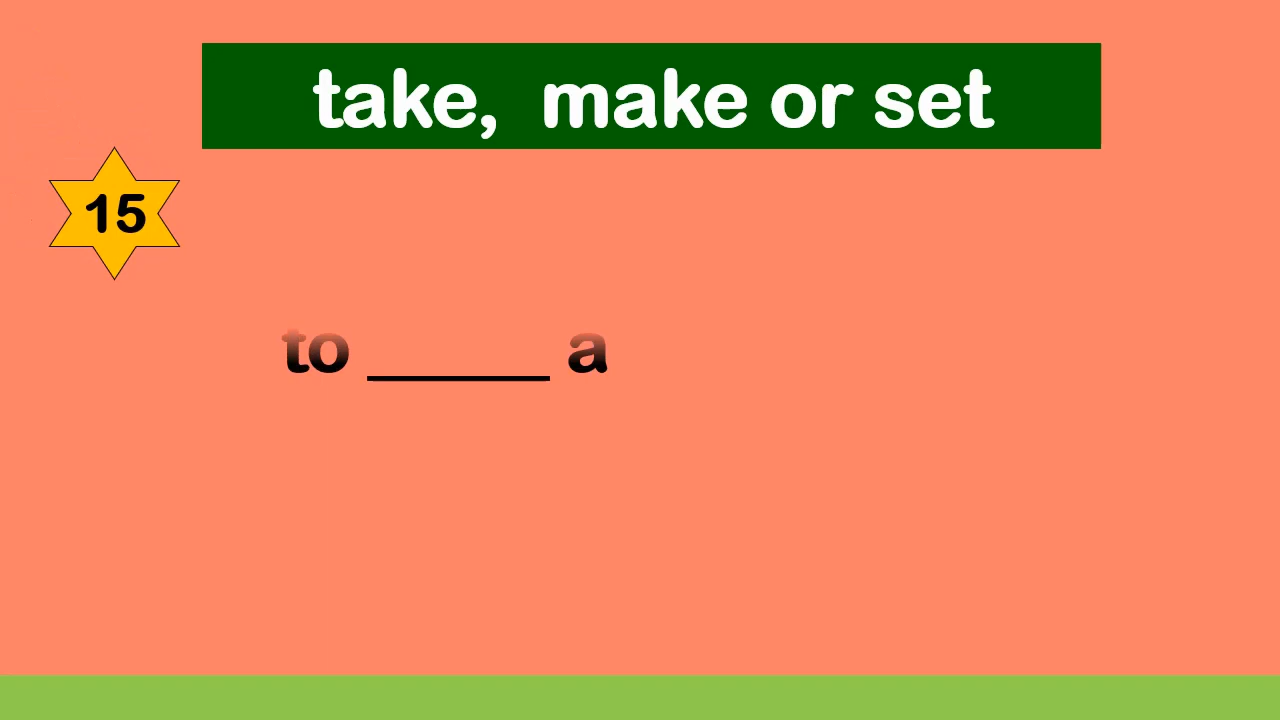 take, make or set
15
to ______ a